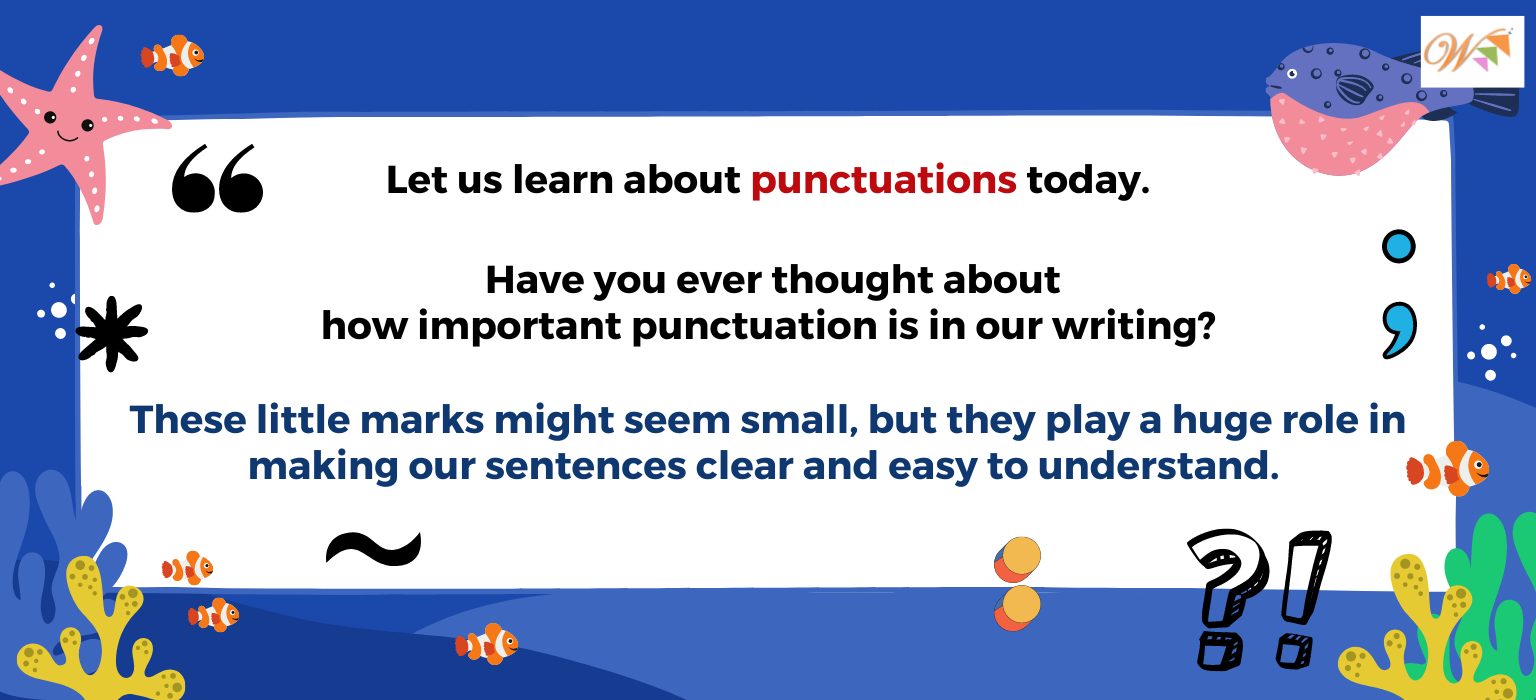 Let us learn about punctuations today.
Have you ever thought about
how important punctuation is in our writing?
These little marks might seem small, but they play a huge role in
making our sentences clear and easy to understand.
“
*
;
~
:
?!
W